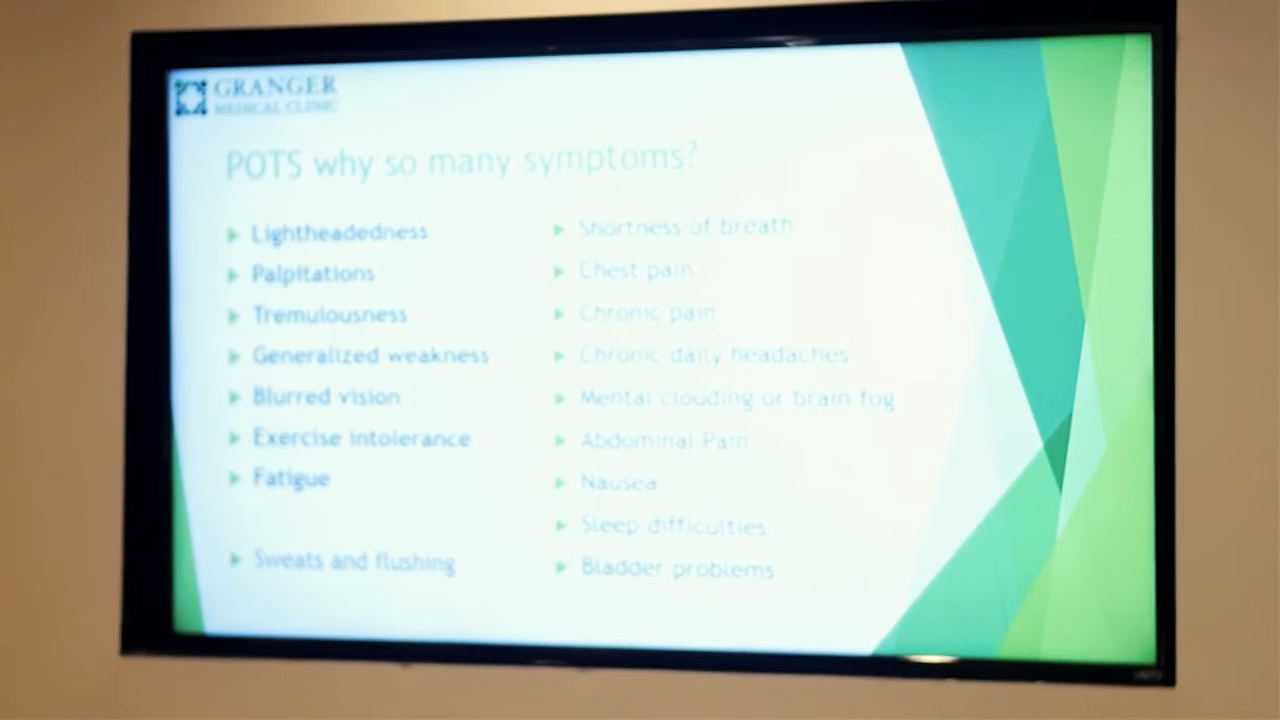 GRANGER
MEDICAL CLINIC
POTS why so many symptoms?
Lightheadedness
Palpitations
Tremulousness
Generalized weakness
Blurred vision
Exercise intolerance
Fatigue
Sweats and flushing
Shortness of breath
Chest pain
Chronic pain
Chronic daily headaches
Mental clouding or brain fog
Abdominal Pain
Nausea
Sleep difficulties
Bladder problems